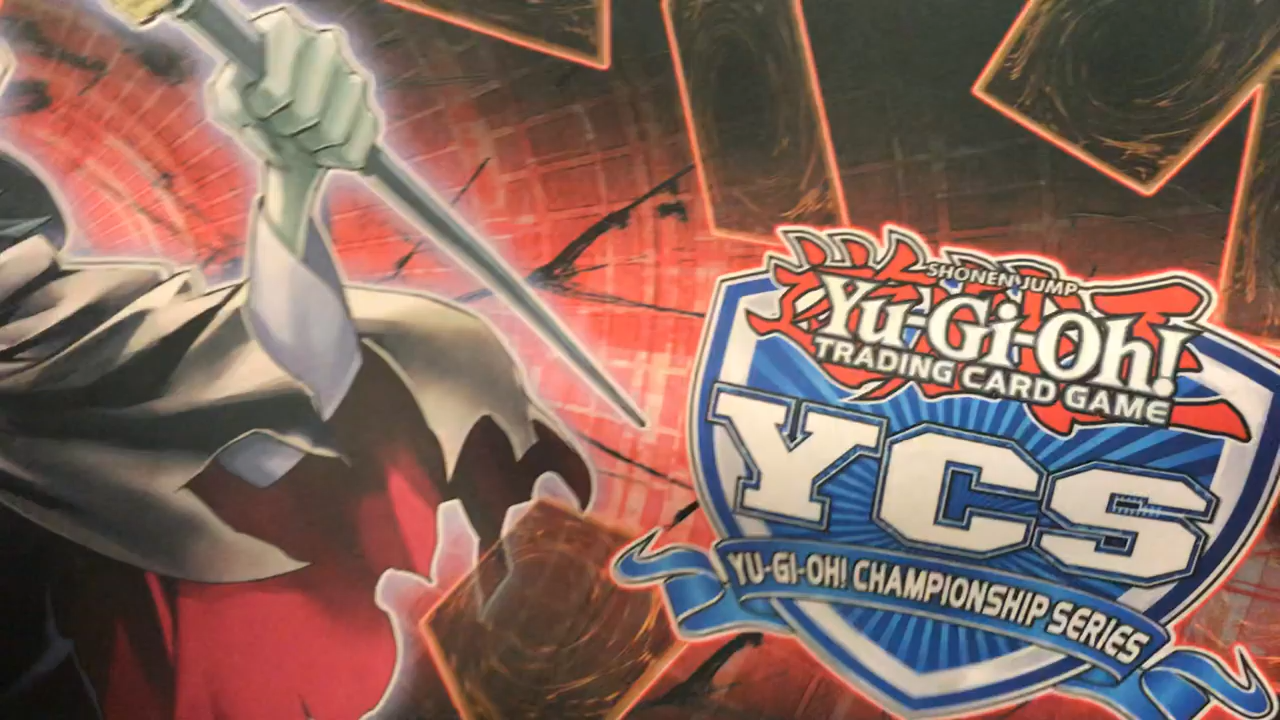 SHONEN JUMP
Yu-Gi-Oh!
TRADING CARD GAME
YCS
YU-GI-OH! CHAMPIONSHIP SERIES